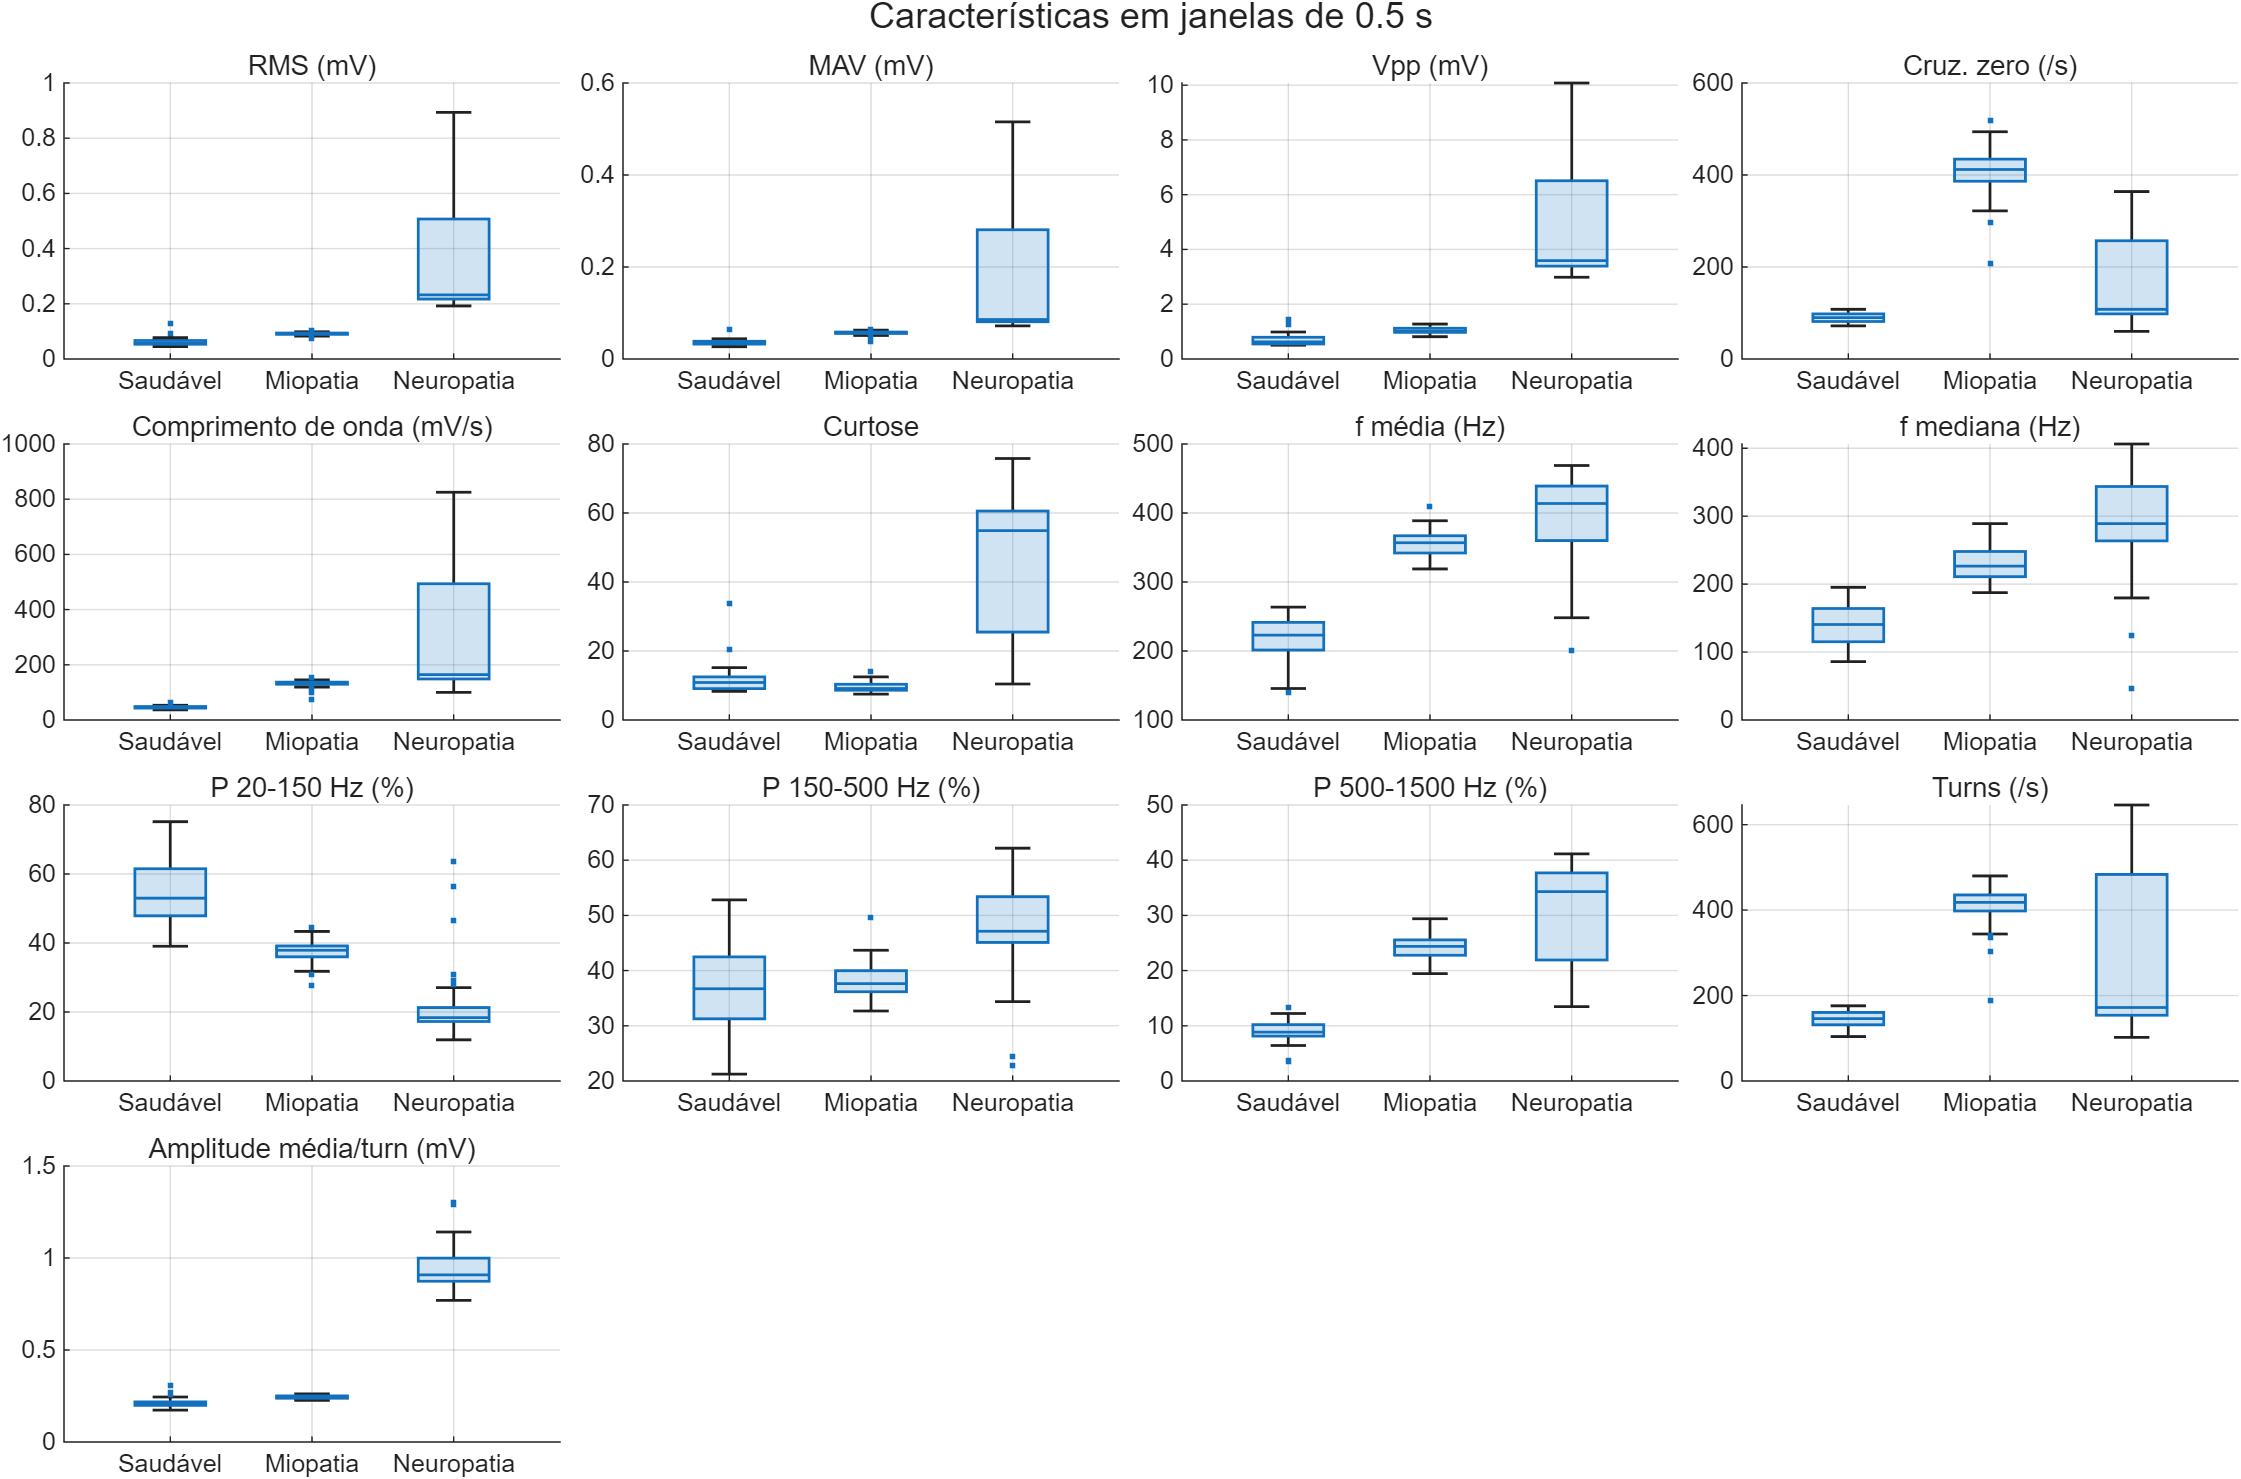 Características em janelas de 0.5 s
RMS (mV)
1
0.8
0.6
0.4
0.2
0
Saudável Miopatia Neuropatia
MAV (mV)
0.6
0.4
0.2
0
Saudável Miopatia Neuropatia
Vpp (mV)
10
8
6
4
2
0
Saudável Miopatia Neuropatia
Cruz. zero (/s)
600
400
200
0
Saudável Miopatia Neuropatia
Comprimento de onda (mV/s)
1000
800
600
400
200
0
Saudável Miopatia Neuropatia
Curtose
80
60
40
20
0
Saudável Miopatia Neuropatia
f média (Hz)
500
400
300
200
100
Saudável Miopatia Neuropatia
f mediana (Hz)
400
300
200
100
0
Saudável Miopatia Neuropatia
P 20-150 Hz (%)
80
60
40
20
0
Saudável Miopatia Neuropatia
P 150-500 Hz (%)
70
60
50
40
30
20
Saudável Miopatia Neuropatia
P 500-1500 Hz (%)
50
40
30
20
10
0
Saudável Miopatia Neuropatia
Turns (/s)
600
400
200
0
Saudável Miopatia Neuropatia
Amplitude média/turn (mV)
1.5
1
0.5
0
Saudável Miopatia Neuropatia